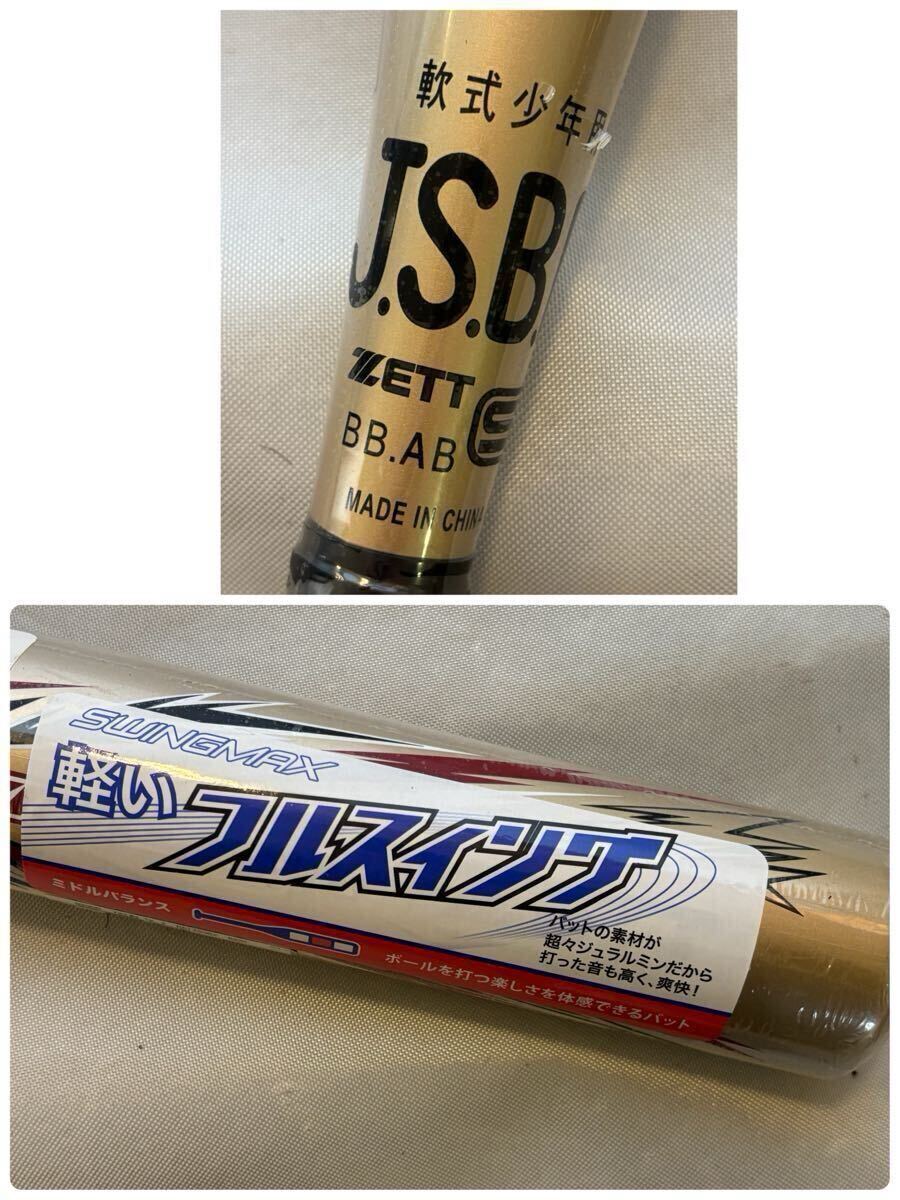 軟式少年用
J.S.B.
ZETT
BB.AB
S
MADE IN CHINA
SWINGMAX
軽い
フルスイング
ミドルバランス
バットの素材が
超々ジュラルミンだから
打った音も高く、爽快!
ボールを打つ楽しさを体感できるバット